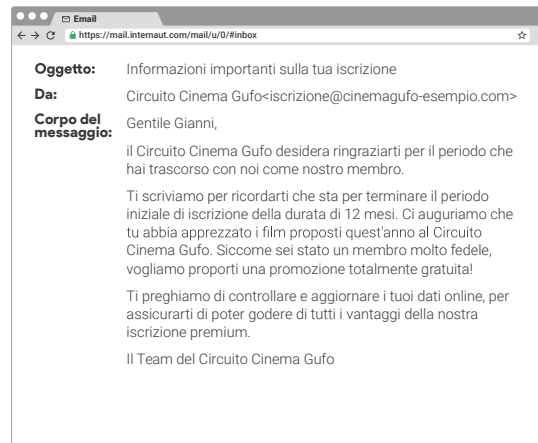 Email
https://mail.internaut.com/mail/u/0/#inbox
Oggetto: Informazioni importanti sulla tua iscrizione
Da: Circuito Cinema Gufo<iscrizione@cinemagufo-esempio.com>
Corpo del messaggio: Gentile Gianni,
il Circuito Cinema Gufo desidera ringraziarti per il periodo che
hai trascorso con noi come nostro membro.
Ti scriviamo per ricordarti che sta per terminare il periodo
iniziale di iscrizione della durata di 12 mesi. Ci auguriamo che
tu abbia apprezzato i film proposti quest'anno al Circuito
Cinema Gufo. Siccome sei stato un membro molto fedele,
vogliamo proporti una promozione totalmente gratuita!
Ti preghiamo di controllare e aggiornare i tuoi dati online, per
assicurarti di poter godere di tutti i vantaggi della nostra
iscrizione premium.
Il Team del Circuito Cinema Gufo